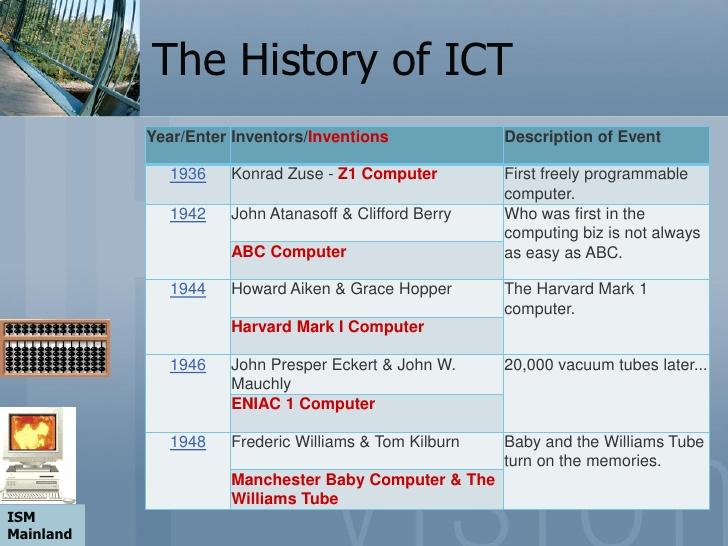 The History of ICT
Year/Enter Inventors/Inventions Description of Event
1936 Konrad Zuse - Z1 Computer First freely programmable
computer.
1942 John Atanasoff & Clifford Berry Who was first in the
computing biz is not always
ABC Computer as easy as ABC.
1944 Howard Aiken & Grace Hopper The Harvard Mark 1
computer.
Harvard Mark I Computer
1946 John Presper Eckert & John W. 20,000 vacuum tubes later...
Mauchly
ENIAC 1 Computer
1948 Frederic Williams & Tom Kilburn Baby and the Williams Tube
turn on the memories.
Manchester Baby Computer & The
Williams Tube
ISM
Mainland
vision